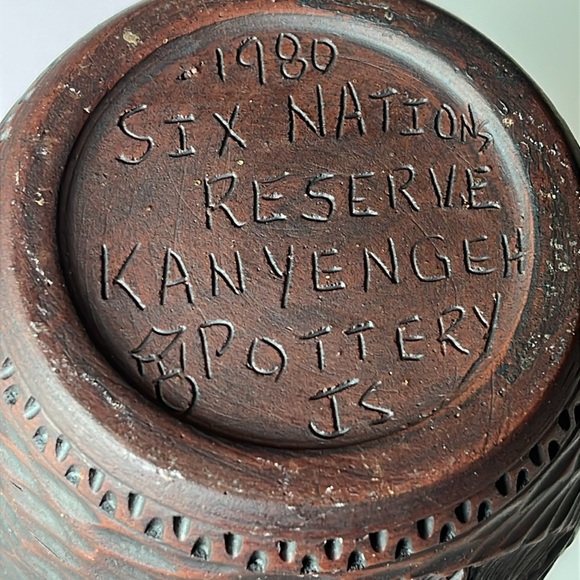 1980
SIX NATIONS
RESERVE
KANYENGEH
POTTERY
JS